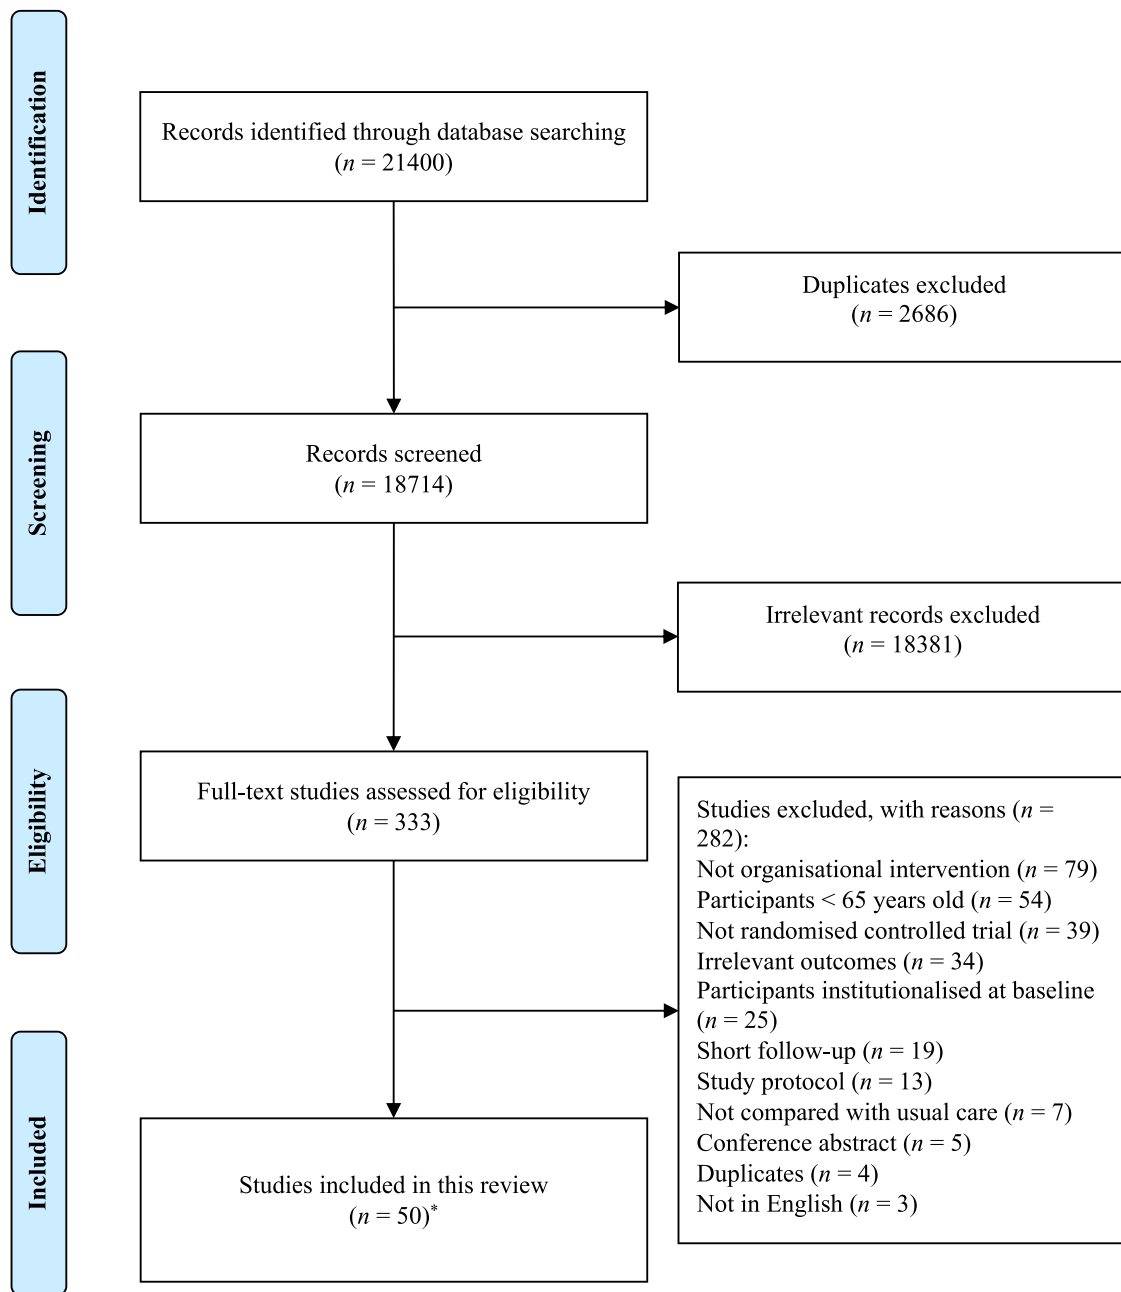 Identification
Records identified through database searching
(n = 21400)
Duplicates excluded
(n = 2686)
Screening
Records screened
(n = 18714)
Irrelevant records excluded
(n = 18381)
Eligibility
Full-text studies assessed for eligibility
(n = 333)
Studies excluded, with reasons (n =
282):
Not organisational intervention (n = 79)
Participants < 65 years old (n = 54)
Not randomised controlled trial (n = 39)
Irrelevant outcomes (n = 34)
Participants institutionalised at baseline
(n = 25)
Short follow-up (n = 19)
Study protocol (n = 13)
Not compared with usual care (n = 7)
Conference abstract (n = 5)
Duplicates (n = 4)
Not in English (n = 3)
Included
Studies included in this review
(n = 50)*